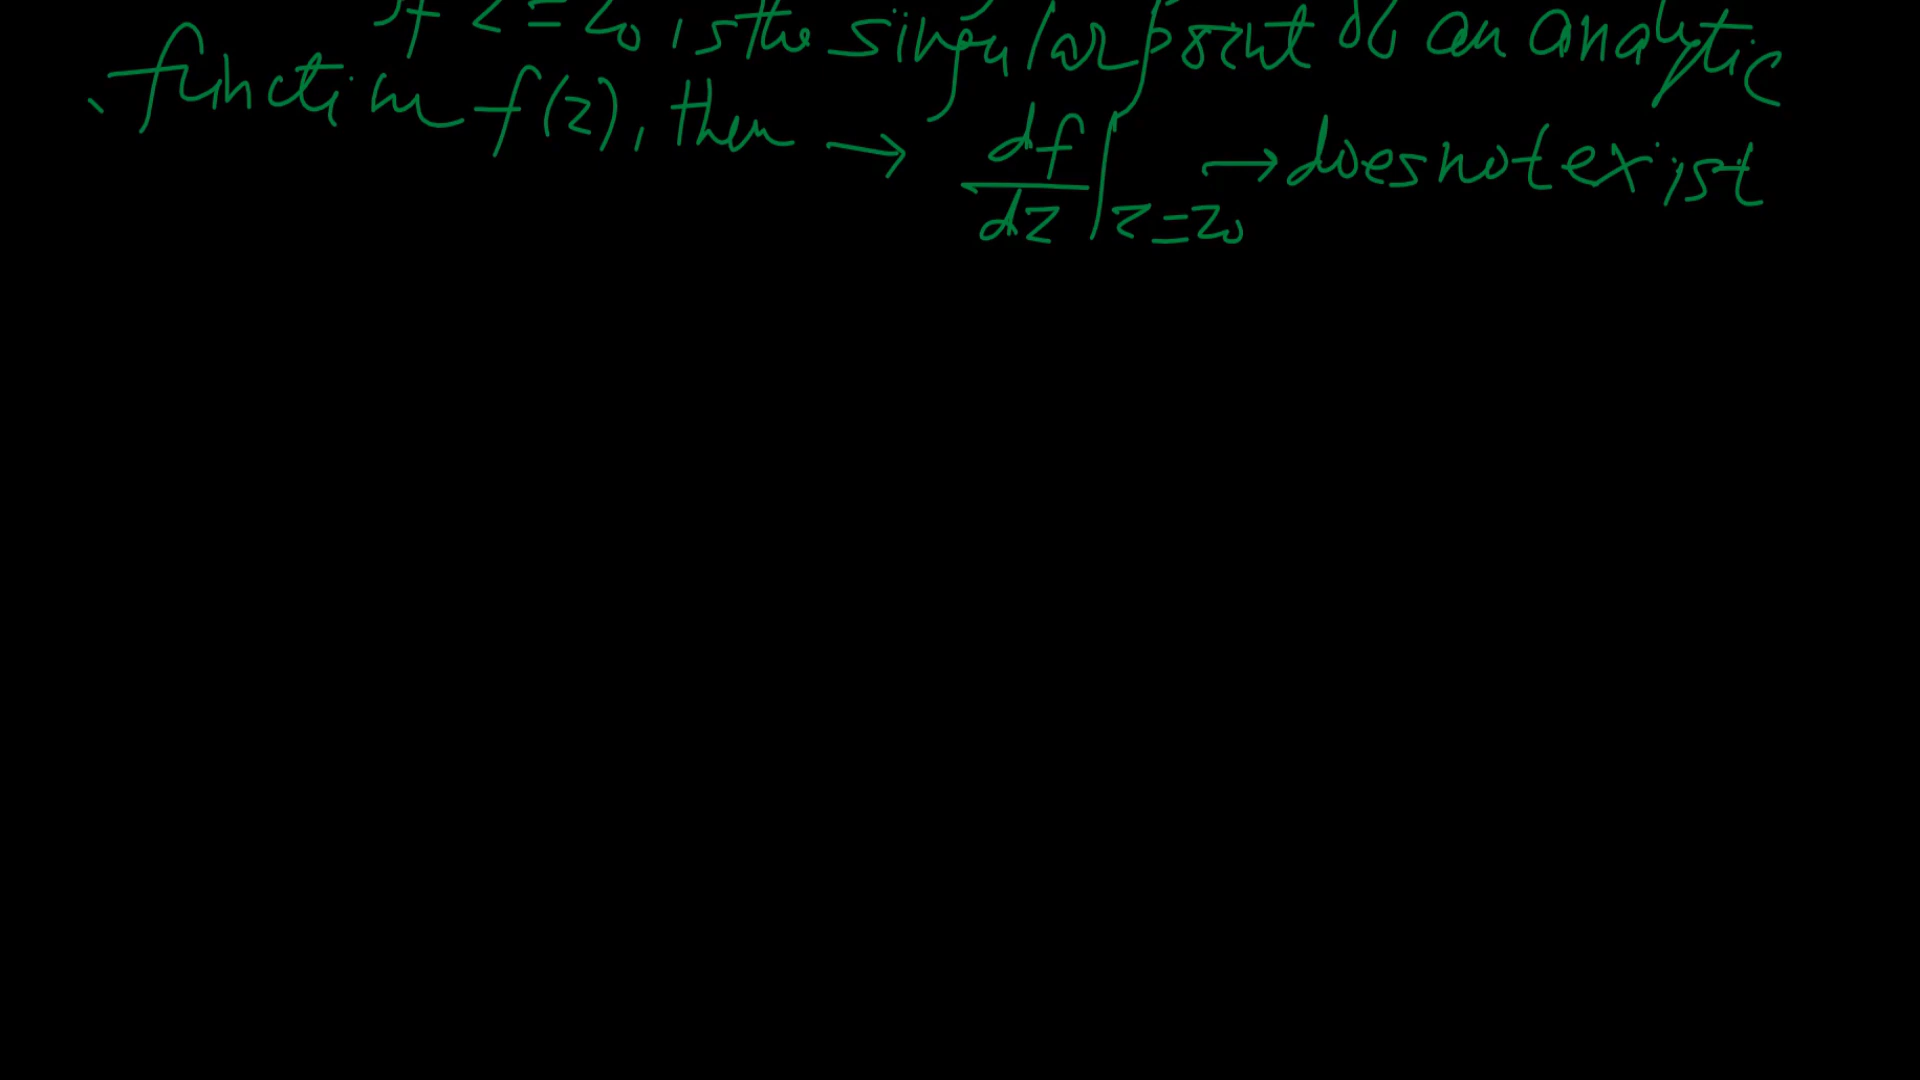 If z = z₀ is the singular point of an analytic
function f(z), then → df/dz|z=z₀ → does not exist